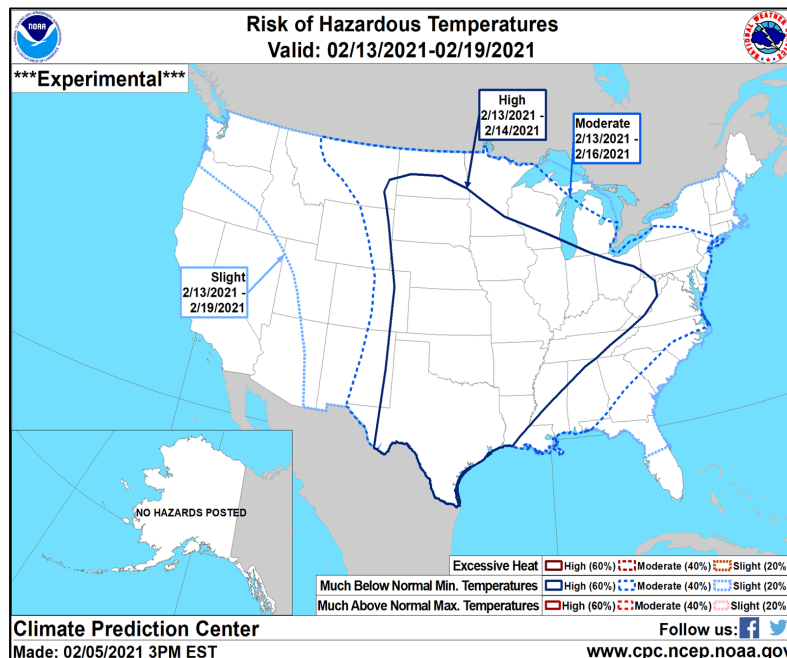 Risk of Hazardous Temperatures
Valid: 02/13/2021-02/19/2021
NOAA
***Experimental***
High
2/13/2021 -
2/14/2021
Moderate
2/13/2021 -
2/16/2021
Slight
2/13/2021 -
2/19/2021
NO HAZARDS POSTED
Excessive Heat High (60%) Moderate (40%) Slight (20%
Much Below Normal Min. Temperatures High (60%) Moderate (40%) Slight (20%
Much Above Normal Max. Temperatures High (60%) Moderate (40%) Slight (20%
Climate Prediction Center
Follow us:
Made: 02/05/2021 3PM EST
www.cpc.ncep.noaa.gov